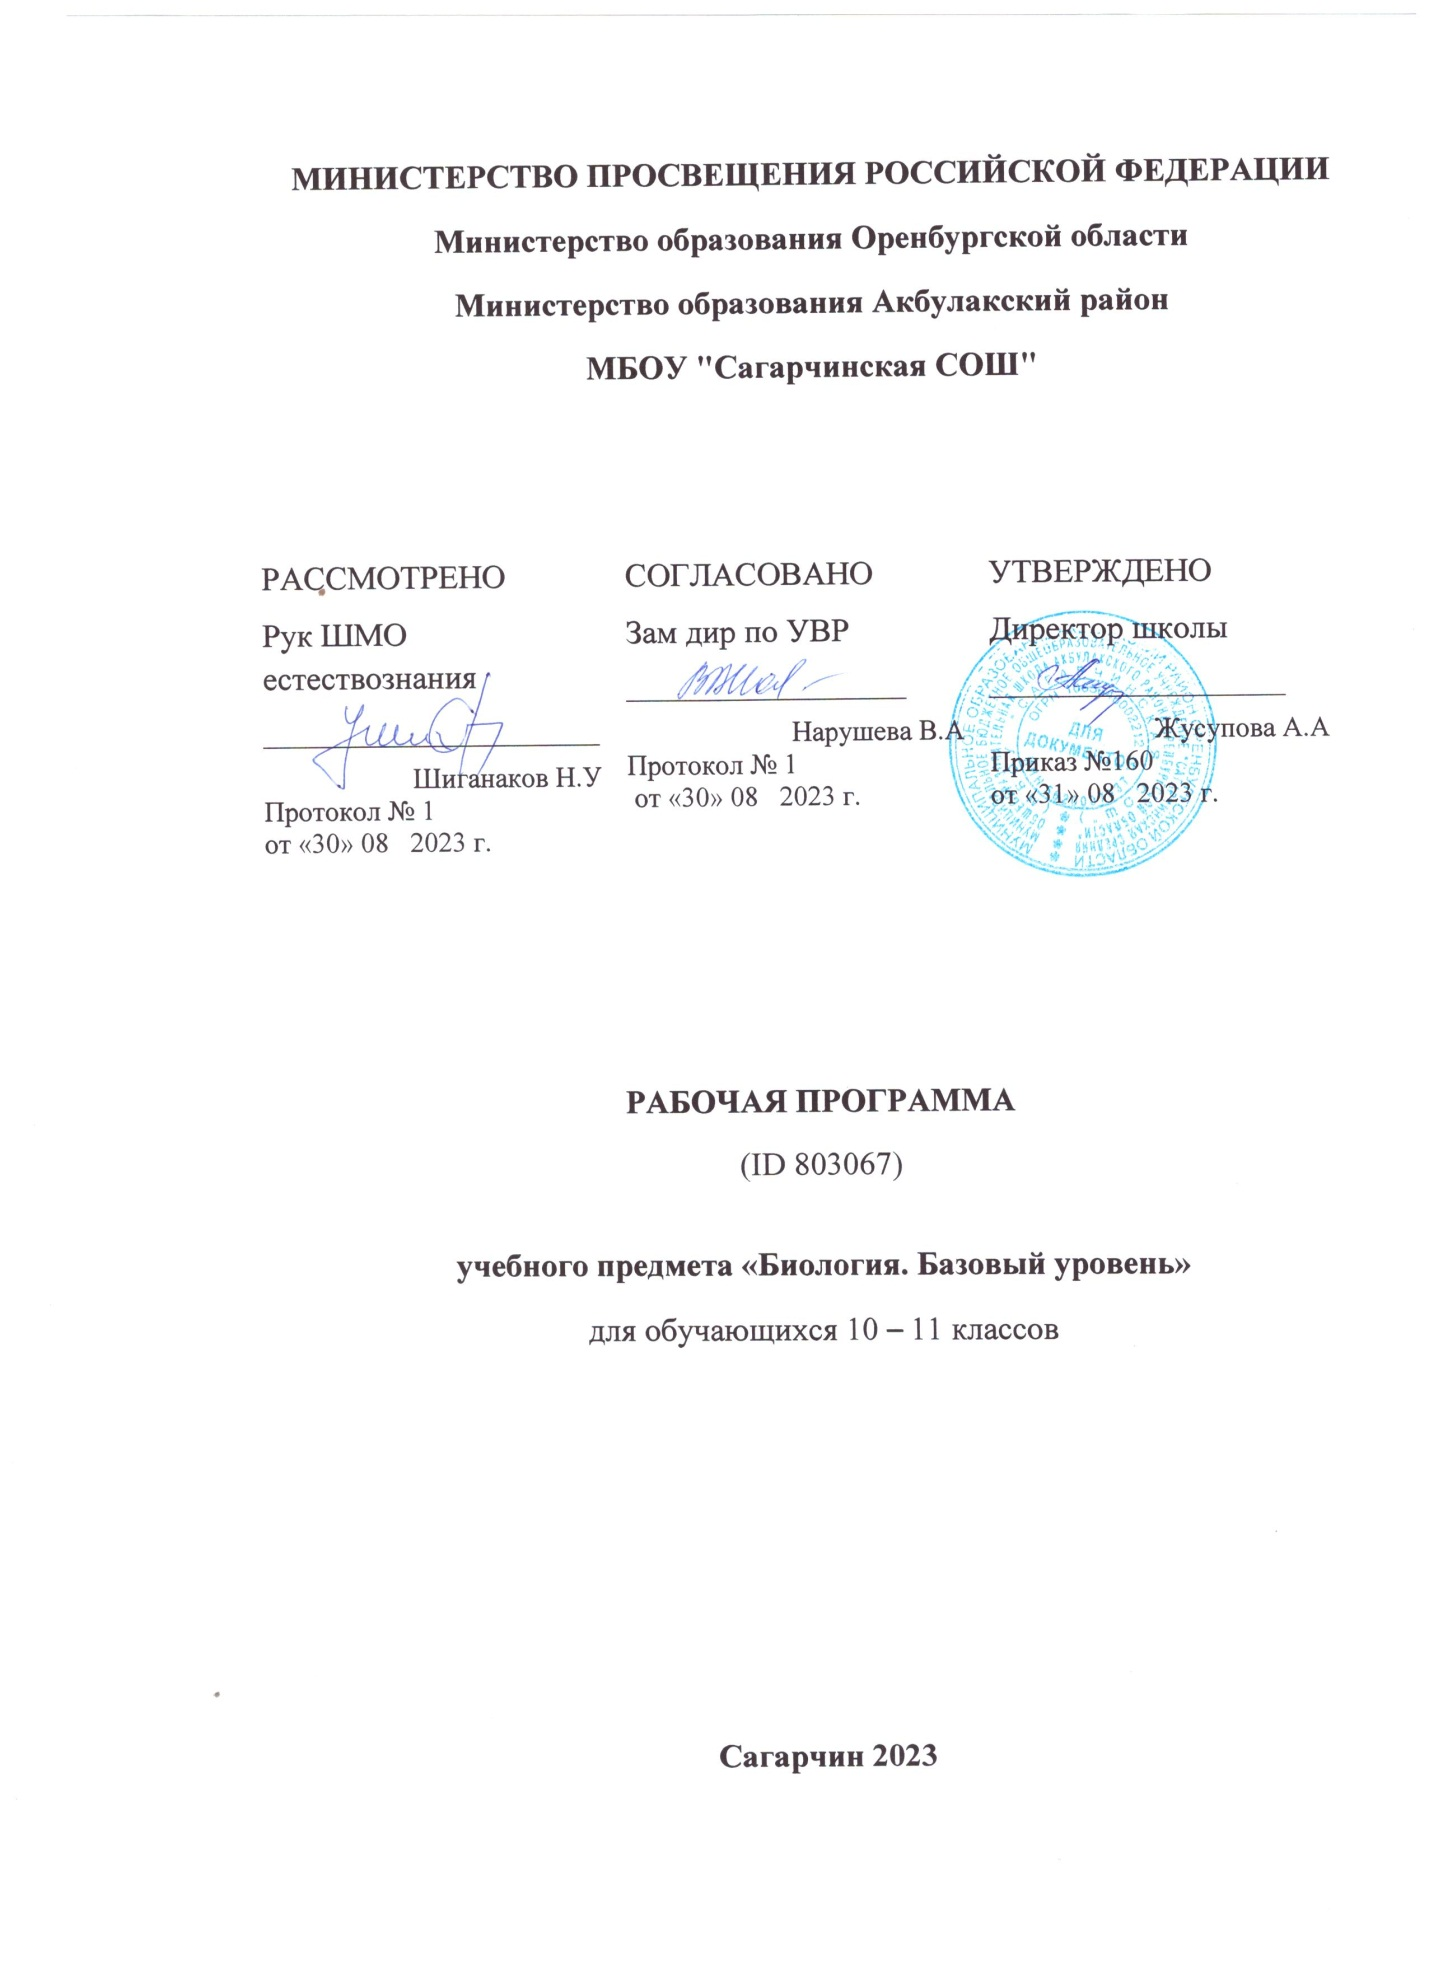 МИНИСТЕРСТВО ПРОСВЕЩЕНИЯ РОССИЙСКОЙ ФЕДЕРАЦИИ
Министерство образования Оренбургской области
Министерство образования Акбулакский район
МБОУ "Сагарчинская СОШ"
РАССМОТРЕНО
Рук ШМО
естествознания
Шиганаков Н.У
Протокол № 1
от «30» 08 2023 г.
СОГЛАСОВАНО
Зам дир по УВР
Нарушева В.А
Протокол № 1
от «30» 08 2023 г.
УТВЕРЖДЕНО
Директор школы
Жусупова А.А
Приказ №160
от «31» 08 2023 г.
ДЛЯ
РАБОЧАЯ ПРОГРАММА
(ID 803067)
учебного предмета «Биология. Базовый уровень»
для обучающихся 10 – 11 классов
Сагарчин 2023